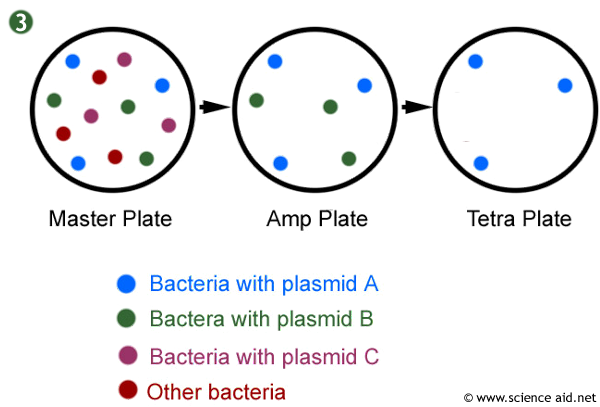 3
Master Plate Amp Plate Tetra Plate
Bacteria with plasmid A
Bactera with plasmid B
Bacteria with plasmid C
Other bacteria
© www.science aid.net